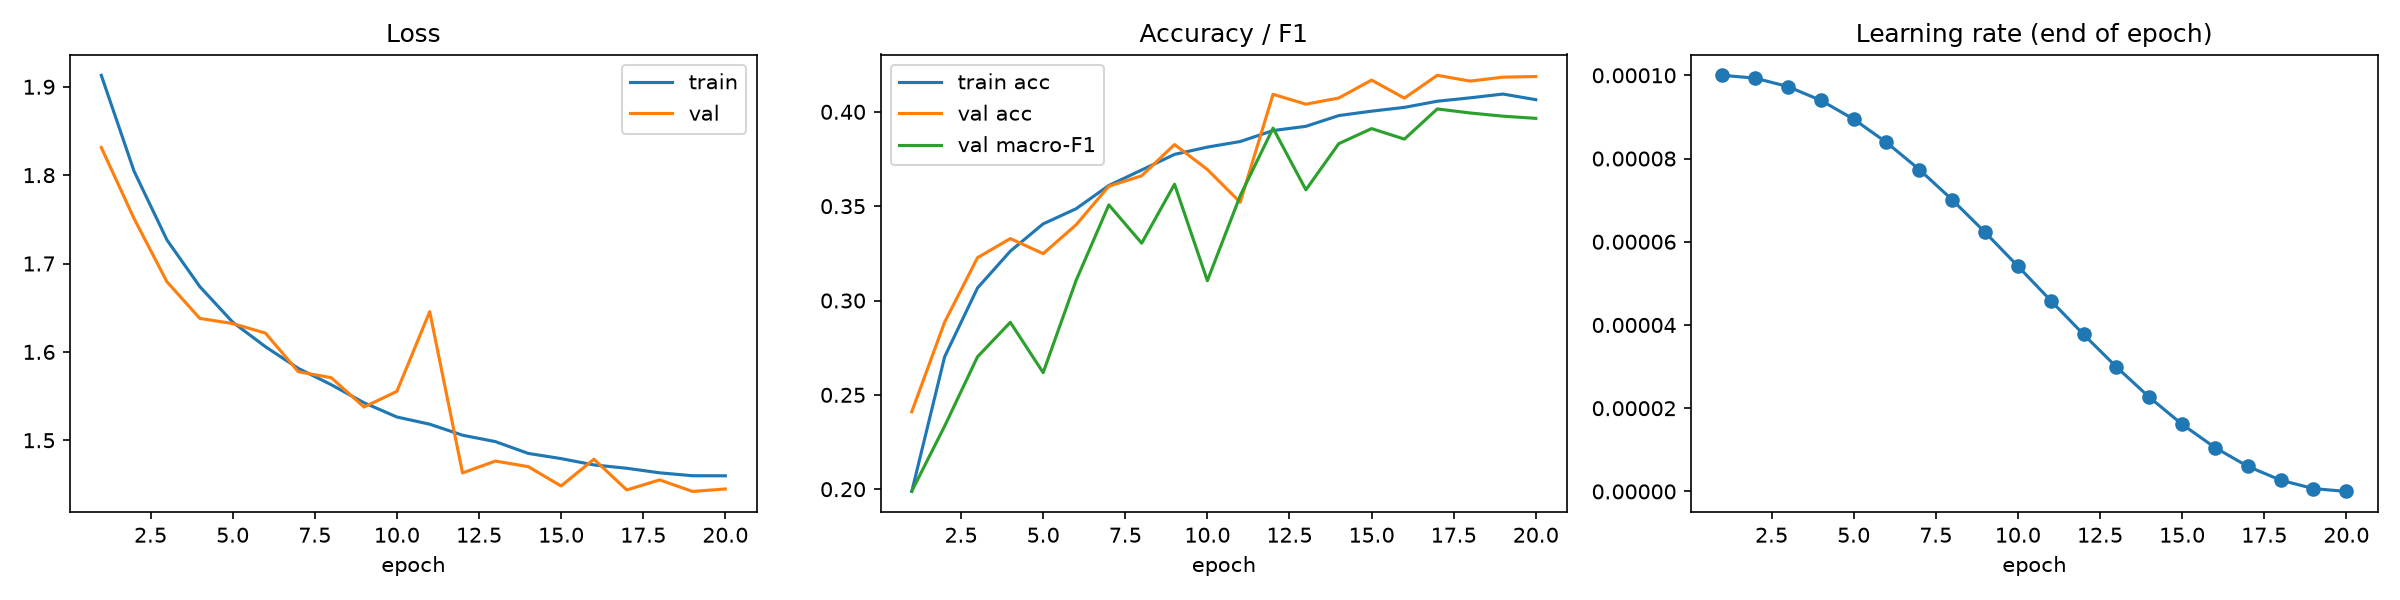 Loss
train
val
1.9
1.8
1.7
1.6
1.5
2.5 5.0 7.5 10.0 12.5 15.0 17.5 20.0
epoch
Accuracy / F1
train acc
val acc
val macro-F1
0.40
0.35
0.30
0.25
0.20
2.5 5.0 7.5 10.0 12.5 15.0 17.5 20.0
epoch
Learning rate (end of epoch)
0.00010
0.00008
0.00006
0.00004
0.00002
0.00000
2.5 5.0 7.5 10.0 12.5 15.0 17.5 20.0
epoch